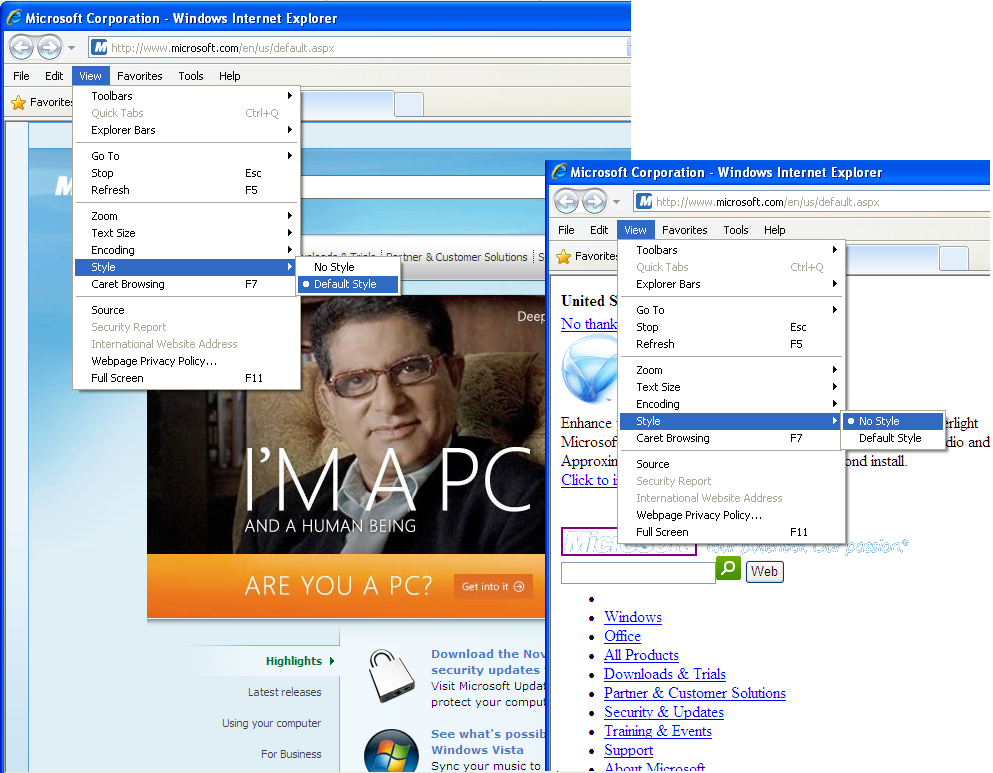 Microsoft Corporation - Windows Internet Explorer
http://www.microsoft.com/en/us/default.aspx
File Edit View Favorites Tools Help
Favorites
Toolbars
Quick Tabs Ctrl+Q
Explorer Bars
Go To
Stop Esc
Refresh F5
Zoom
Text Size
Encoding
Style
Caret Browsing F7
Source
Security Report
International Website Address
Webpage Privacy Policy...
Full Screen F11
No Style
Default Style
& Trials Partner & Customer Solutions S
Deep
I'M A PC
AND A HUMAN BEING
ARE YOU A PC? Get into it
Highlights
Latest releases
Using your computer
For Business
Download the Nov
security updates
Visit Microsoft Updat
protect your comput
See what's possib
Windows Vista
Sync your music to
Microsoft Corporation - Windows Internet Explorer
http://www.microsoft.com/en/us/default.aspx
File Edit View Favorites Tools Help
Favorites
Toolbars
Quick Tabs Ctrl+Q
Explorer Bars
Go To
Stop Esc
Refresh F5
Zoom
Text Size
Encoding
Style
Caret Browsing F7
Source
Security Report
International Website Address
Webpage Privacy Policy...
Full Screen F11
No Style
Default Style
United S
No thank
Enhance erlight
Microsof dio and
Approxin ond install.
Click to i
Microsoft Your potential. Our passion.®
Web
Windows
Office
All Products
Downloads & Trials
Partner & Customer Solutions
Security & Updates
Training & Events
Support
About Microsoft